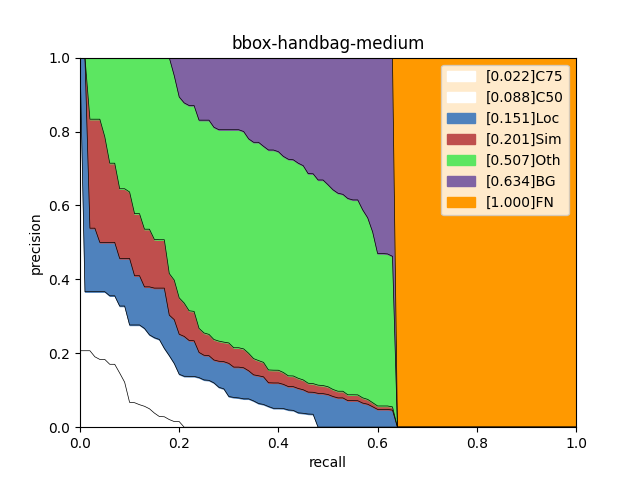 bbox-handbag-medium
1.0
0.8
0.6
0.4
0.2
0.0
precision
[0.022]C75
[0.088]C50
[0.151]Loc
[0.201]Sim
[0.507]Oth
[0.634]BG
[1.000]FN
0.0 0.2 0.4 0.6 0.8 1.0
recall